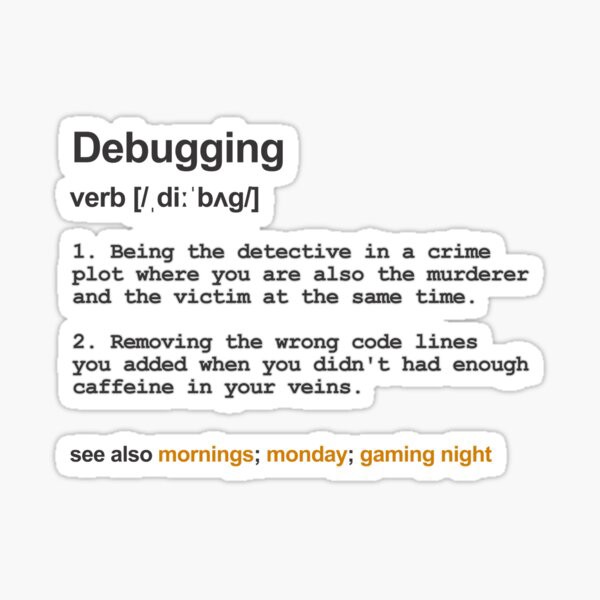 Debugging
verb [/ˌdiːˈbʌg/]
1. Being the detective in a crime
plot where you are also the murderer
and the victim at the same time.
2. Removing the wrong code lines
you added when you didn't had enough
caffeine in your veins.
see also mornings; monday; gaming night